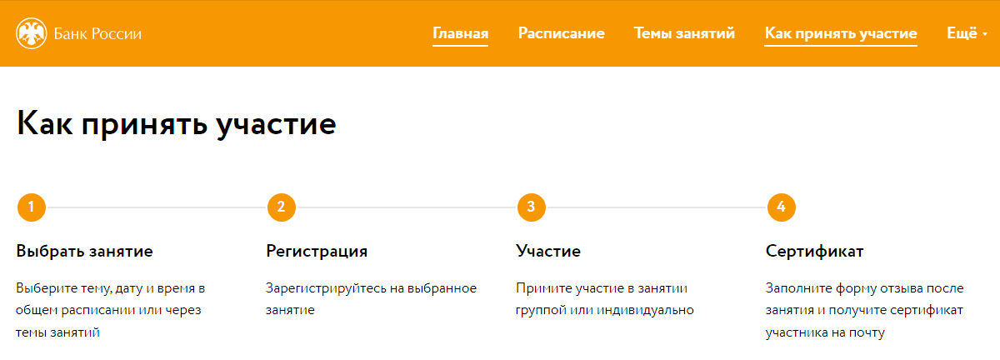 Банк России
Главная
Расписание
Темы занятий
Как принять участие
Ещё
Как принять участие
1
2
3
4
Выбрать занятие
Регистрация
Участие
Сертификат
Выберите тему, дату и время в
общем расписании или через
темы занятий
Зарегистрируйтесь на выбранное
занятие
Примите участие в занятии
группой или индивидуально
Заполните форму отзыва после
занятия и получите сертификат
участника на почту